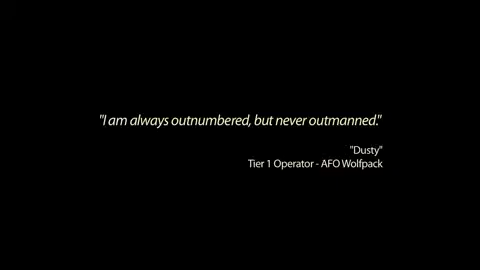 "I am always outnumbered, but never outmanned."
"Dusty"
Tier 1 Operator - AFO Wolfpack